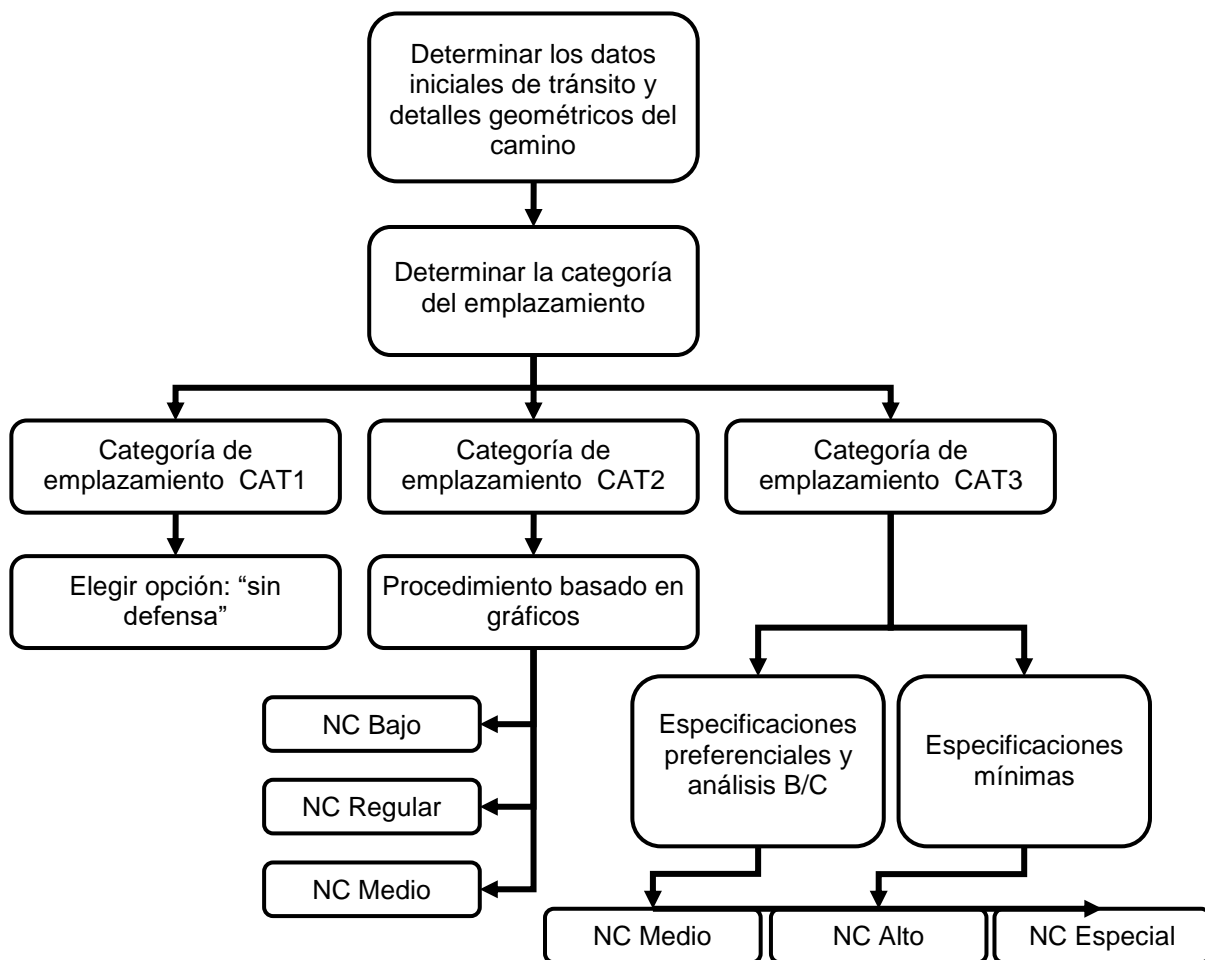 Determinar los datos
iniciales de tránsito y
detalles geométricos del
camino
Determinar la categoría
del emplazamiento
Categoría de
emplazamiento CAT1
Categoría de
emplazamiento CAT2
Categoría de
emplazamiento CAT3
Elegir opción: “sin
defensa”
Procedimiento basado en
gráficos
NC Bajo
NC Regular
NC Medio
Especificaciones
preferenciales y
análisis B/C
Especificaciones
mínimas
NC Medio
NC Alto
NC Especial